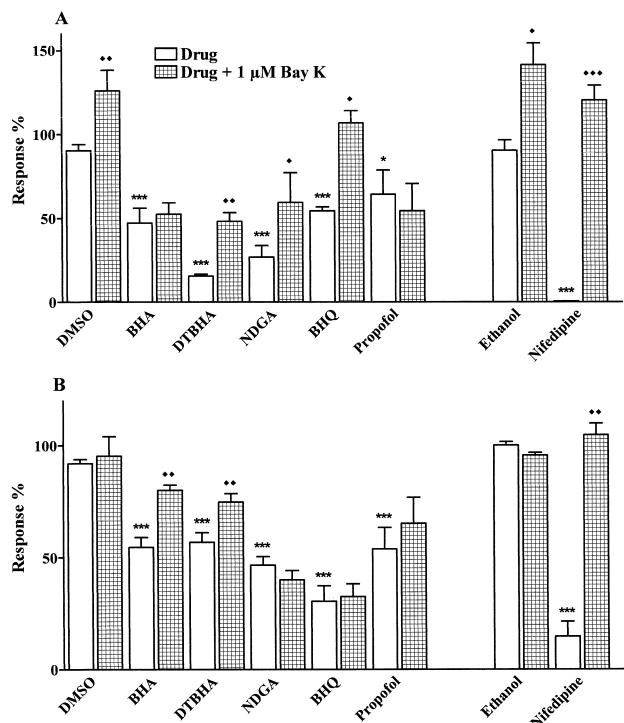 A
150
100
50
0
Response %
Drug
Drug + 1 µM Bay K
♦♦
***
***
♦♦
***
♦
***
♦
*
♦
***
♦♦♦
DMSO
BHA
DTBHA
NDGA
BHQ
Propofol
Ethanol
Nifedipine
B
100
50
0
Response %
***
♦♦
***
♦♦
***
***
***
***
♦♦
DMSO
BHA
DTBHA
NDGA
BHQ
Propofol
Ethanol
Nifedipine